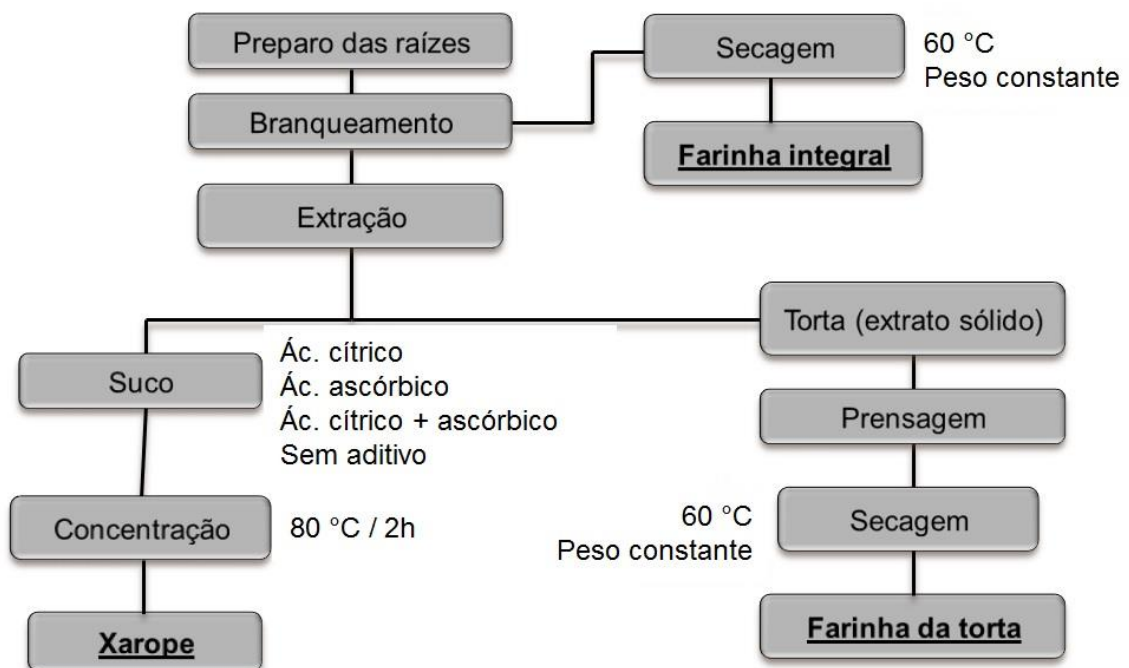 Preparo das raízes
Secagem
60 °C
Peso constante
Branqueamento
Farinha integral
Extração
Torta (extrato sólido)
Ác. cítrico
Ác. ascórbico
Ác. cítrico + ascórbico
Sem aditivo
Suco
Prensagem
Concentração
80 °C / 2h
60 °C
Peso constante
Secagem
Xarope
Farinha da torta